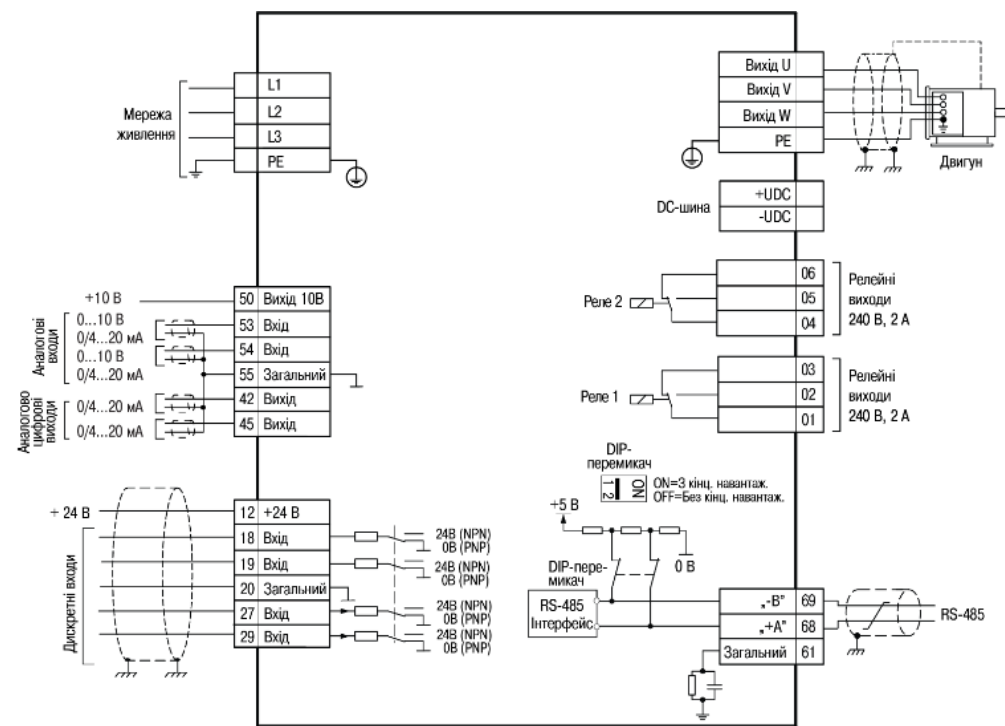 Мережа
живлення
L1
L2
L3
PE
Вихід U
Вихід V
Вихід W
PE
Двигун
DC-шина
+UDC
-UDC
Реле 2
06
05
04
Релейні
виходи
240 В, 2 А
Реле 1
03
02
01
Релейні
виходи
240 В, 2 А
Аналогові
входи
+10 В
0...10 В
0/4...20 мА
0...10 В
0/4...20 мА
Аналогово
цифрові
виходи
0/4...20 мА
0/4...20 мА
50 Вихід 10В
53 Вхід
54 Вхід
55 Загальний
42 Вихід
45 Вихід
+ 24 В
Дискретні входи
12 +24 В
18 Вхід
19 Вхід
20 Загальний
27 Вхід
29 Вхід
24В (NPN)
0В (PNP)
24В (NPN)
0В (PNP)
24В (NPN)
0В (PNP)
24В (NPN)
0В (PNP)
DIP-
перемикач
1 2
ON
ON=З кінц. навантаж.
OFF=Без кінц. навантаж.
+5 В
0 В
DIP-пере-
микач
RS-485
Інтерфейс
„-B" 69
„+A" 68
Загальний 61
RS-485